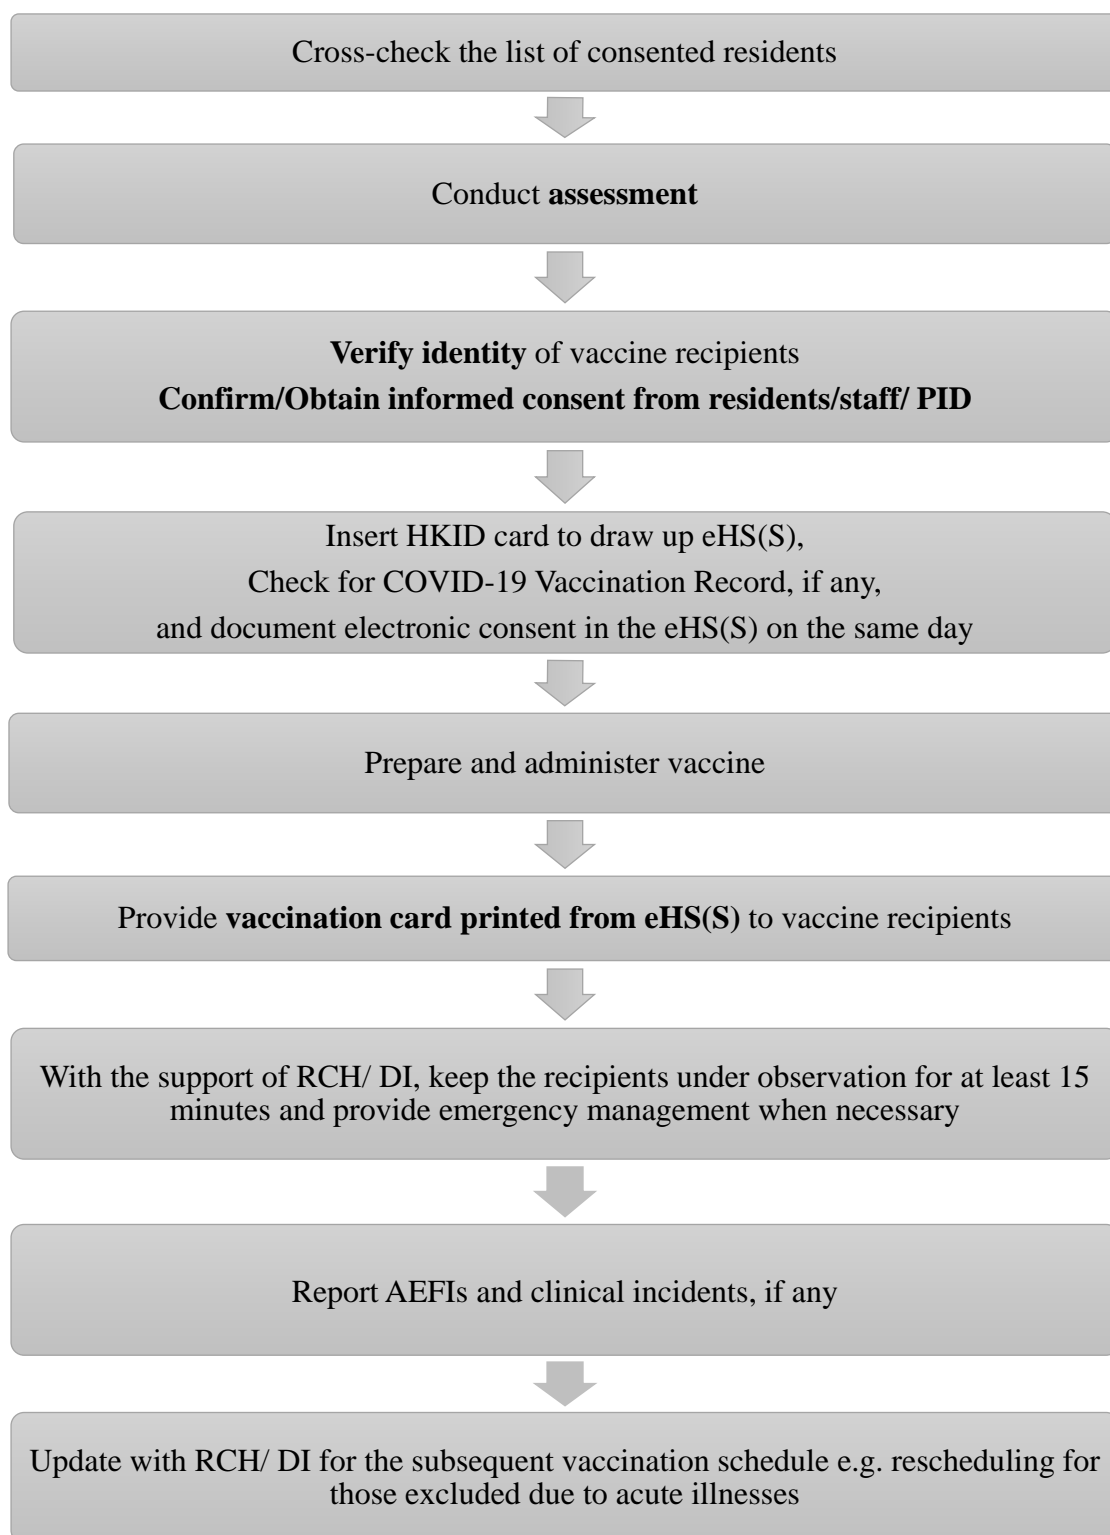 Cross-check the list of consented residents
Conduct assessment
Verify identity of vaccine recipients
Confirm/Obtain informed consent from residents/staff/ PID
Insert HKID card to draw up eHS(S),
Check for COVID-19 Vaccination Record, if any,
and document electronic consent in the eHS(S) on the same day
Prepare and administer vaccine
Provide vaccination card printed from eHS(S) to vaccine recipients
With the support of RCH/ DI, keep the recipients under observation for at least 15
minutes and provide emergency management when necessary
Report AEFIs and clinical incidents, if any
Update with RCH/ DI for the subsequent vaccination schedule e.g. rescheduling for
those excluded due to acute illnesses